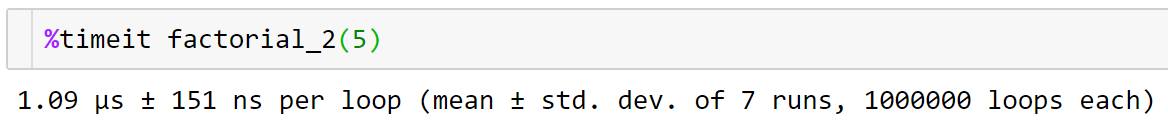 %timeit factorial_2(5)
1.09 µs ± 151 ns per loop (mean ± std. dev. of 7 runs, 1000000 loops each)